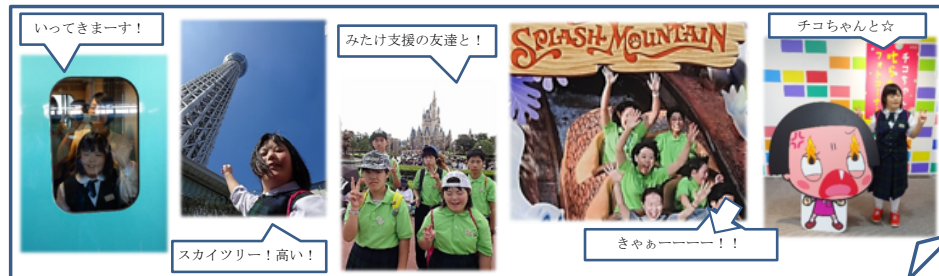 いってきまーす！
みたけ支援の友達と！
SPLASH MOUNTAIN
チコちゃんと☆
スカイツリー！高い！
きゃぁーーーー！！